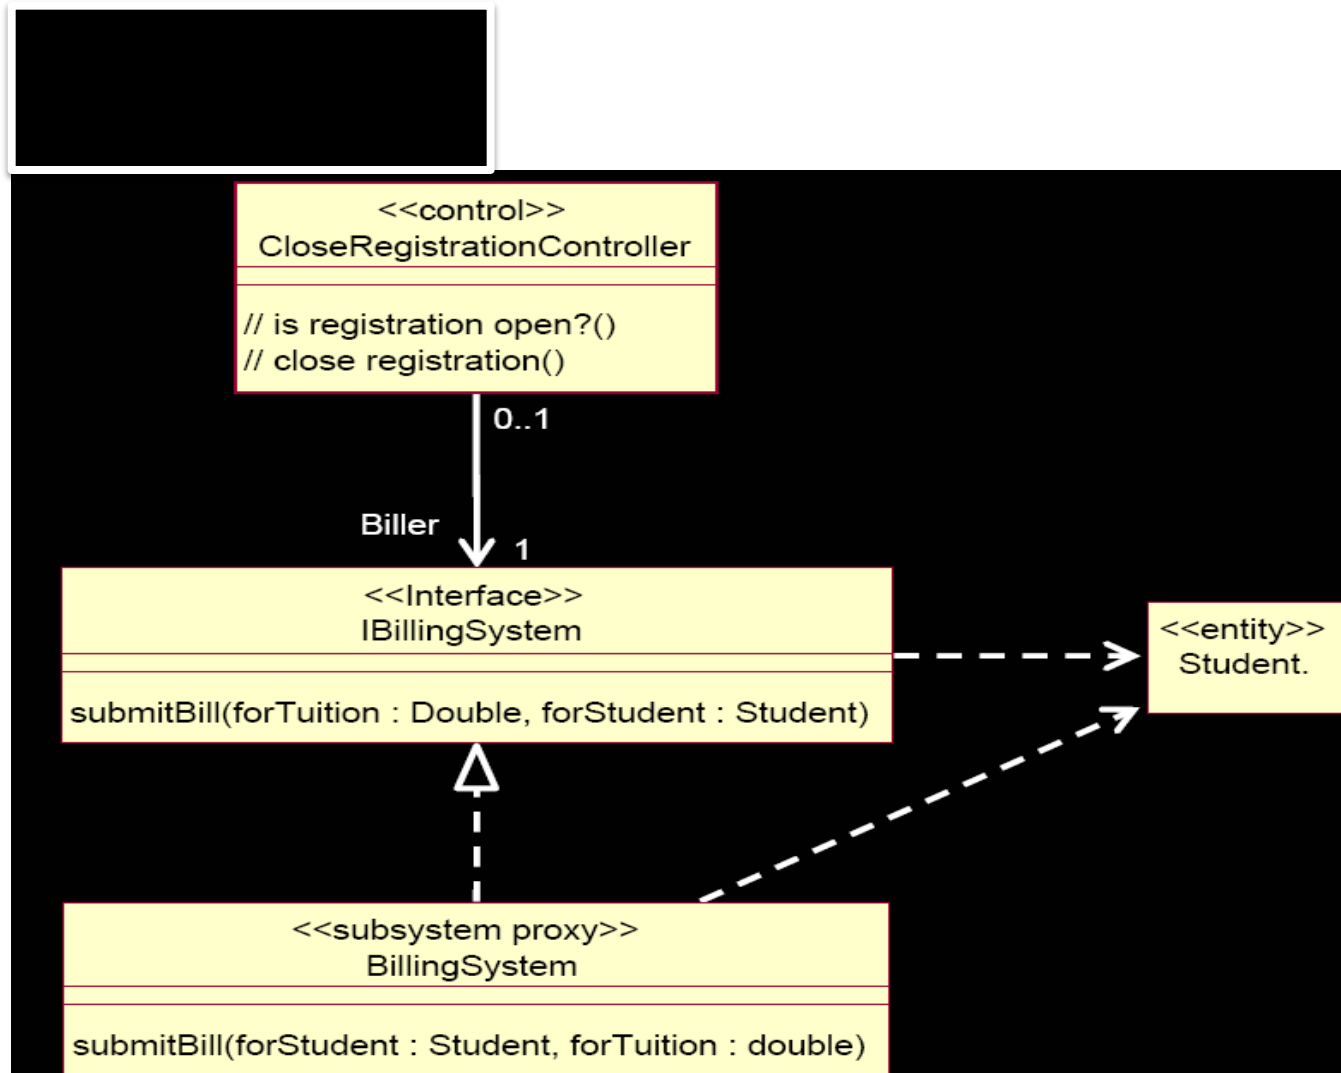 <<control>>
CloseRegistrationController
// is registration open?()
// close registration()
0..1
Biller
1
<<Interface>>
IBillingSystem
submitBill(forTuition : Double, forStudent : Student)
<<entity>>
Student.
<<subsystem proxy>>
BillingSystem
submitBill(forStudent : Student, forTuition : double)